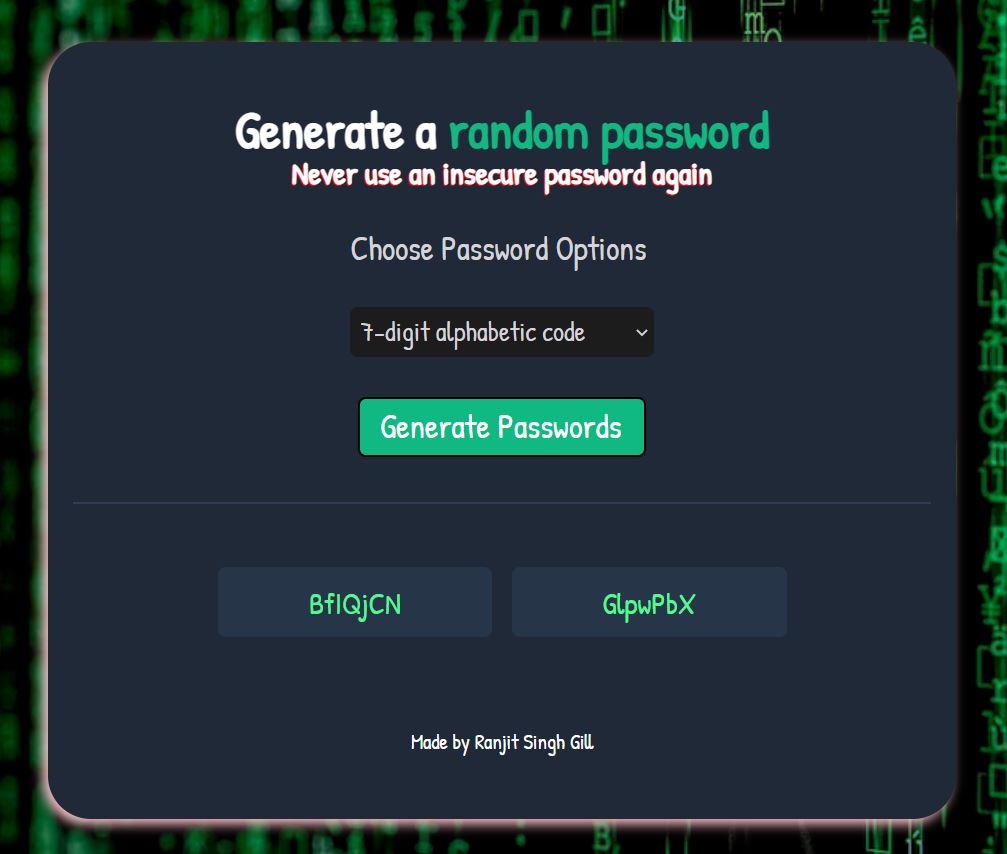 Generate a random password
Never use an insecure password again
Choose Password Options
7-digit alphabetic code
Generate Passwords
BfIQjCN
GlpwPbX
Made by Ranjit Singh Gill